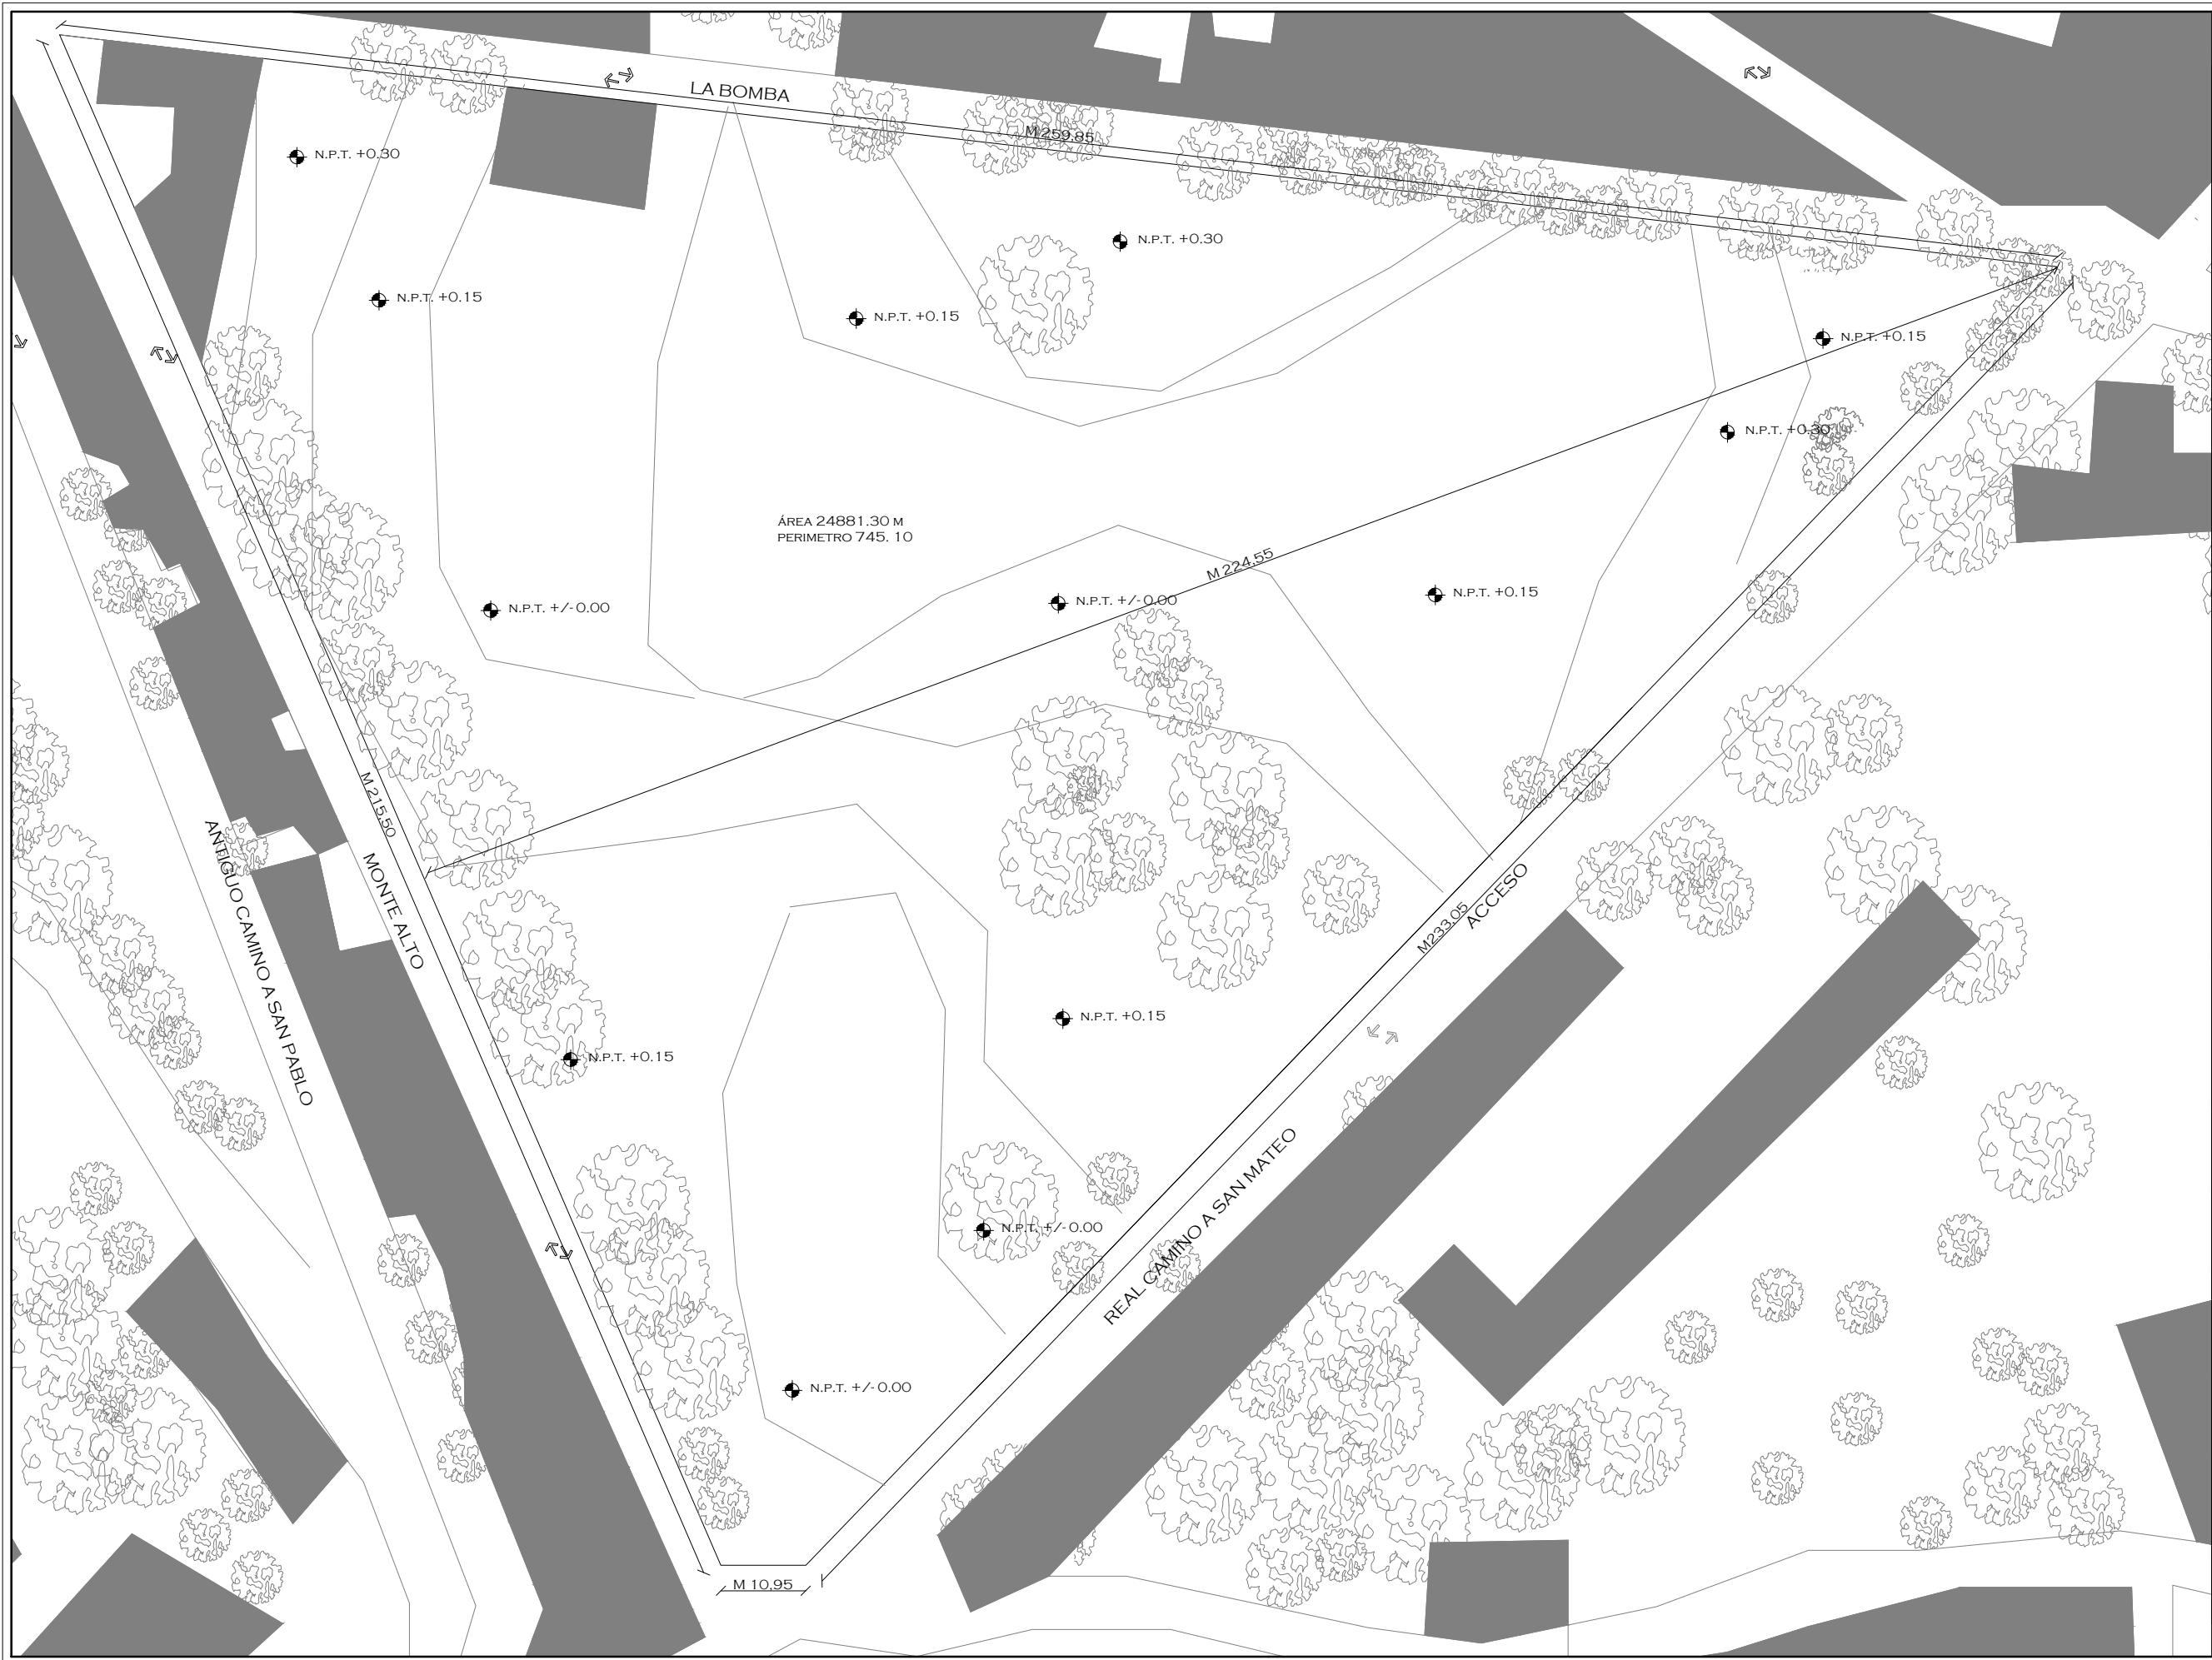 LA BOMBA
M 259.85
N.P.T. +0.30
N.P.T. +0.30
N.P.T. +0.15
N.P.T. +0.15
N.P.T. +0.15
N.P.T. +0.30
ÁREA 24881.30 M
PERIMETRO 745. 10
M 224,55
N.P.T. +/- 0.00
N.P.T. +/- 0.00
N.P.T. +0.15
M 215,50
MONTE ALTO
ANTIGUO CAMINO A SAN PABLO
M233,05
ACCESO
N.P.T. +0.15
N.P.T. +0.15
REAL CAMINO A SAN MATEO
N.P.T. +/- 0.00
N.P.T. +/- 0.00
M 10,95